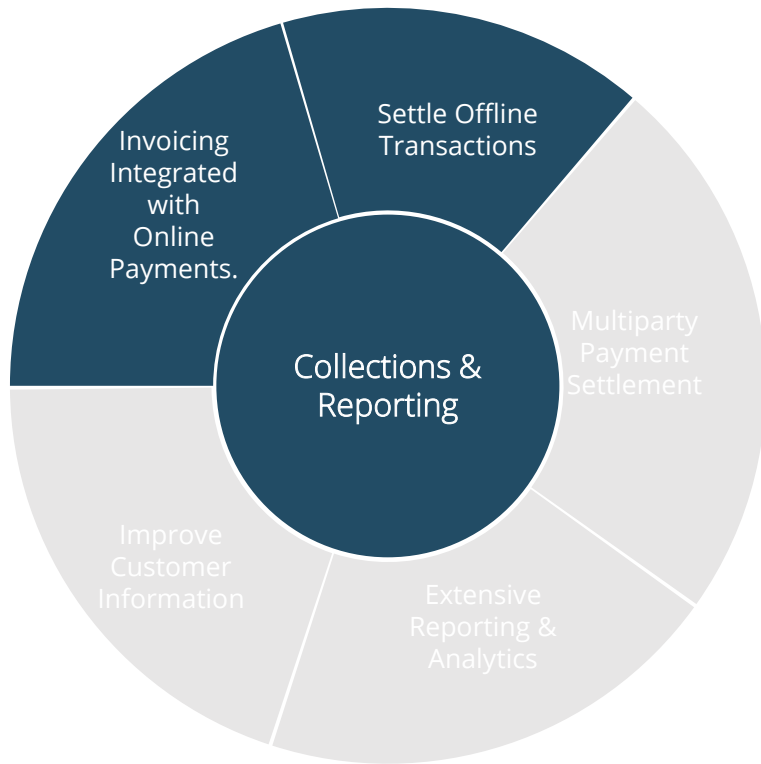 Settle Offline
Transactions
Invoicing
Integrated
with
Online
Payments.
Multiparty
Payment
Settlement
Collections &
Reporting
Improve
Customer
Information
Extensive
Reporting &
Analytics